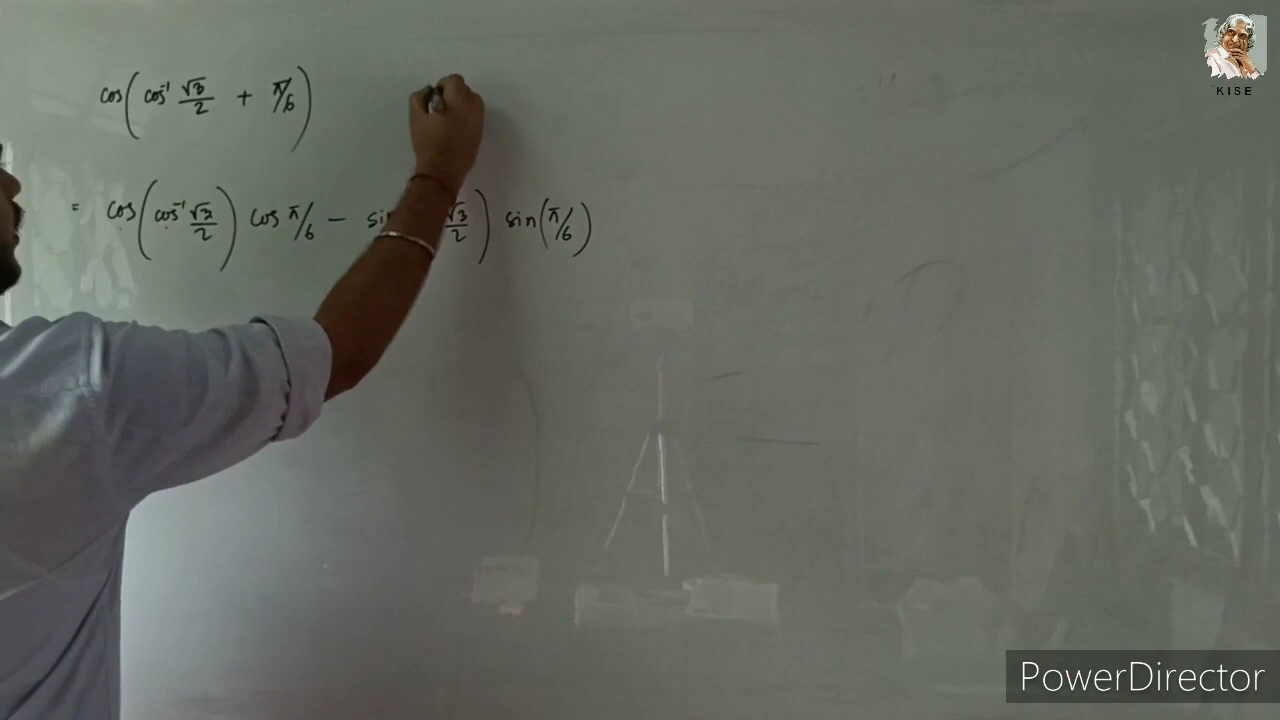 cos(cos⁻¹ √3/2 + π/6)
= cos(cos⁻¹ √3/2) cos π/6 − sin √3/2) sin(π/6)
KISE
PowerDirector